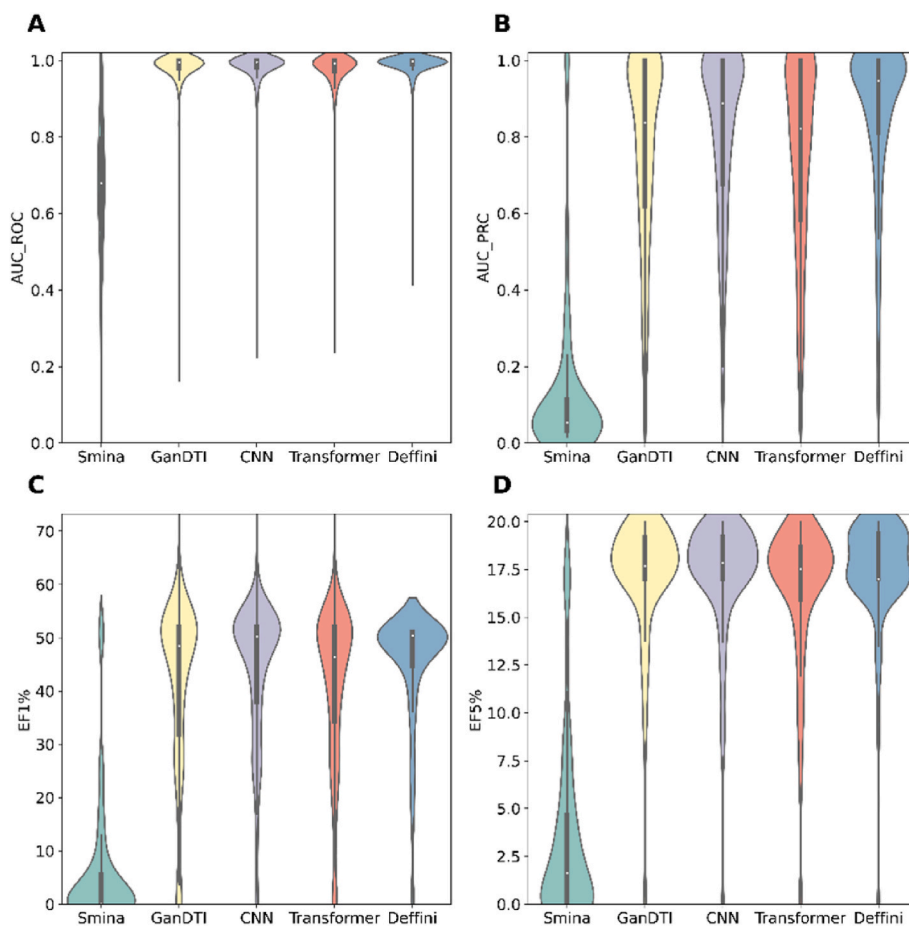 A
1.0
0.8
0.6
0.4
0.2
0.0
AUC_ROC
Smina GanDTI CNN Transformer Deffini
B
1.0
0.8
0.6
0.4
0.2
0.0
AUC_PRC
Smina GanDTI CNN Transformer Deffini
C
70
60
50
40
30
20
10
0
EF1%
Smina GanDTI CNN Transformer Deffini
D
20.0
17.5
15.0
12.5
10.0
7.5
5.0
2.5
0.0
EF5%
Smina GanDTI CNN Transformer Deffini